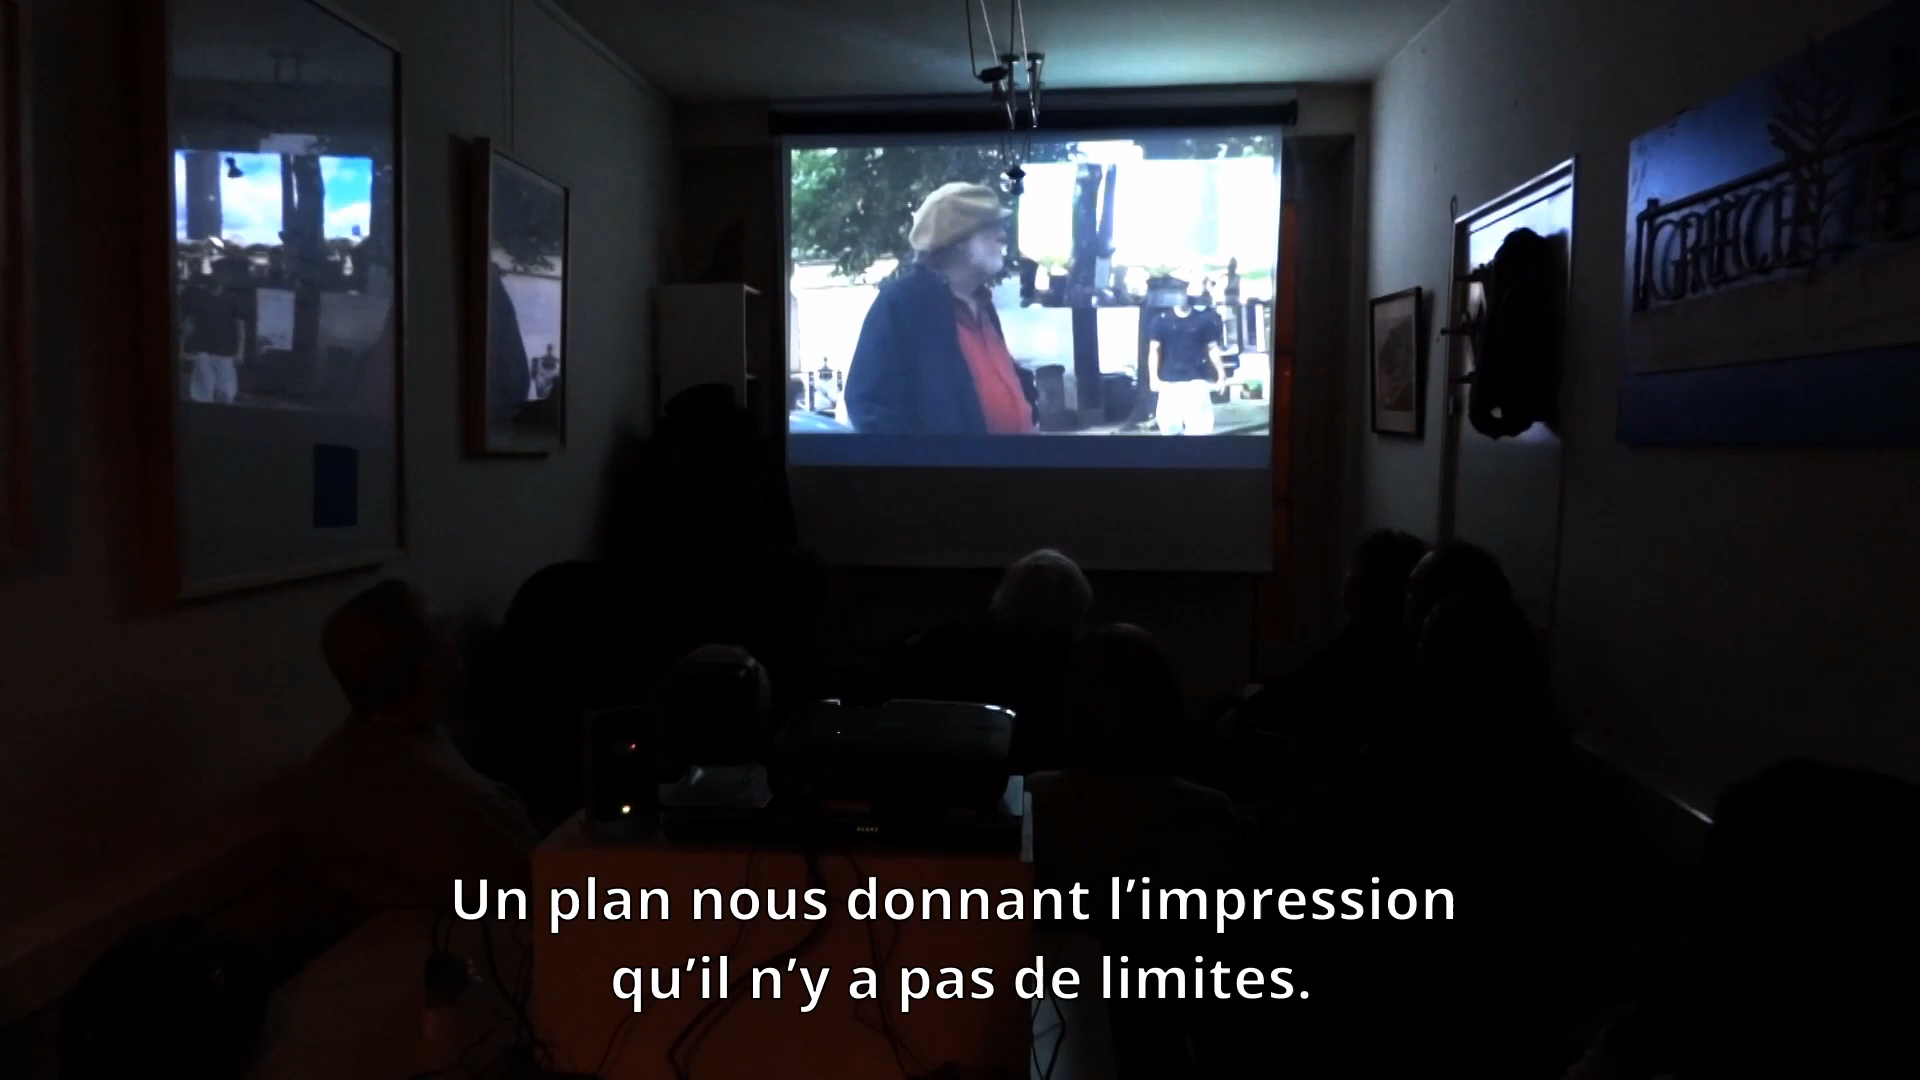 Un plan nous donnant l’impression
qu’il n’y a pas de limites.